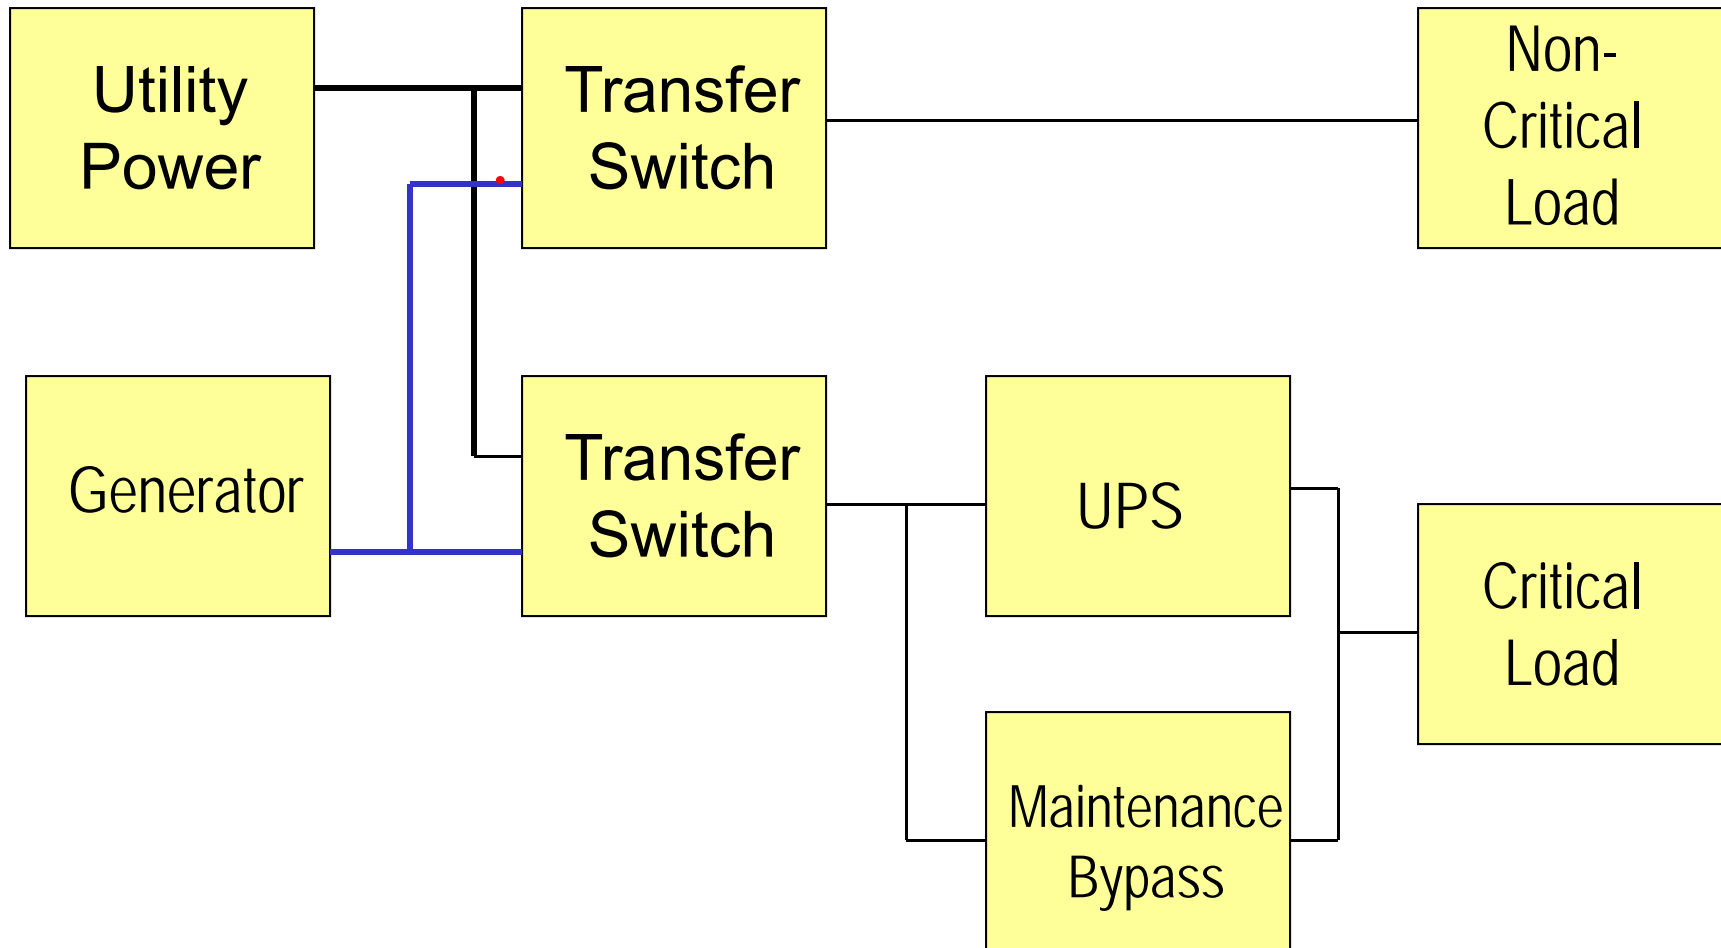 Utility
Power
Transfer
Switch
Non-
Critical
Load
Generator
Transfer
Switch
UPS
Critical
Load
Maintenance
Bypass